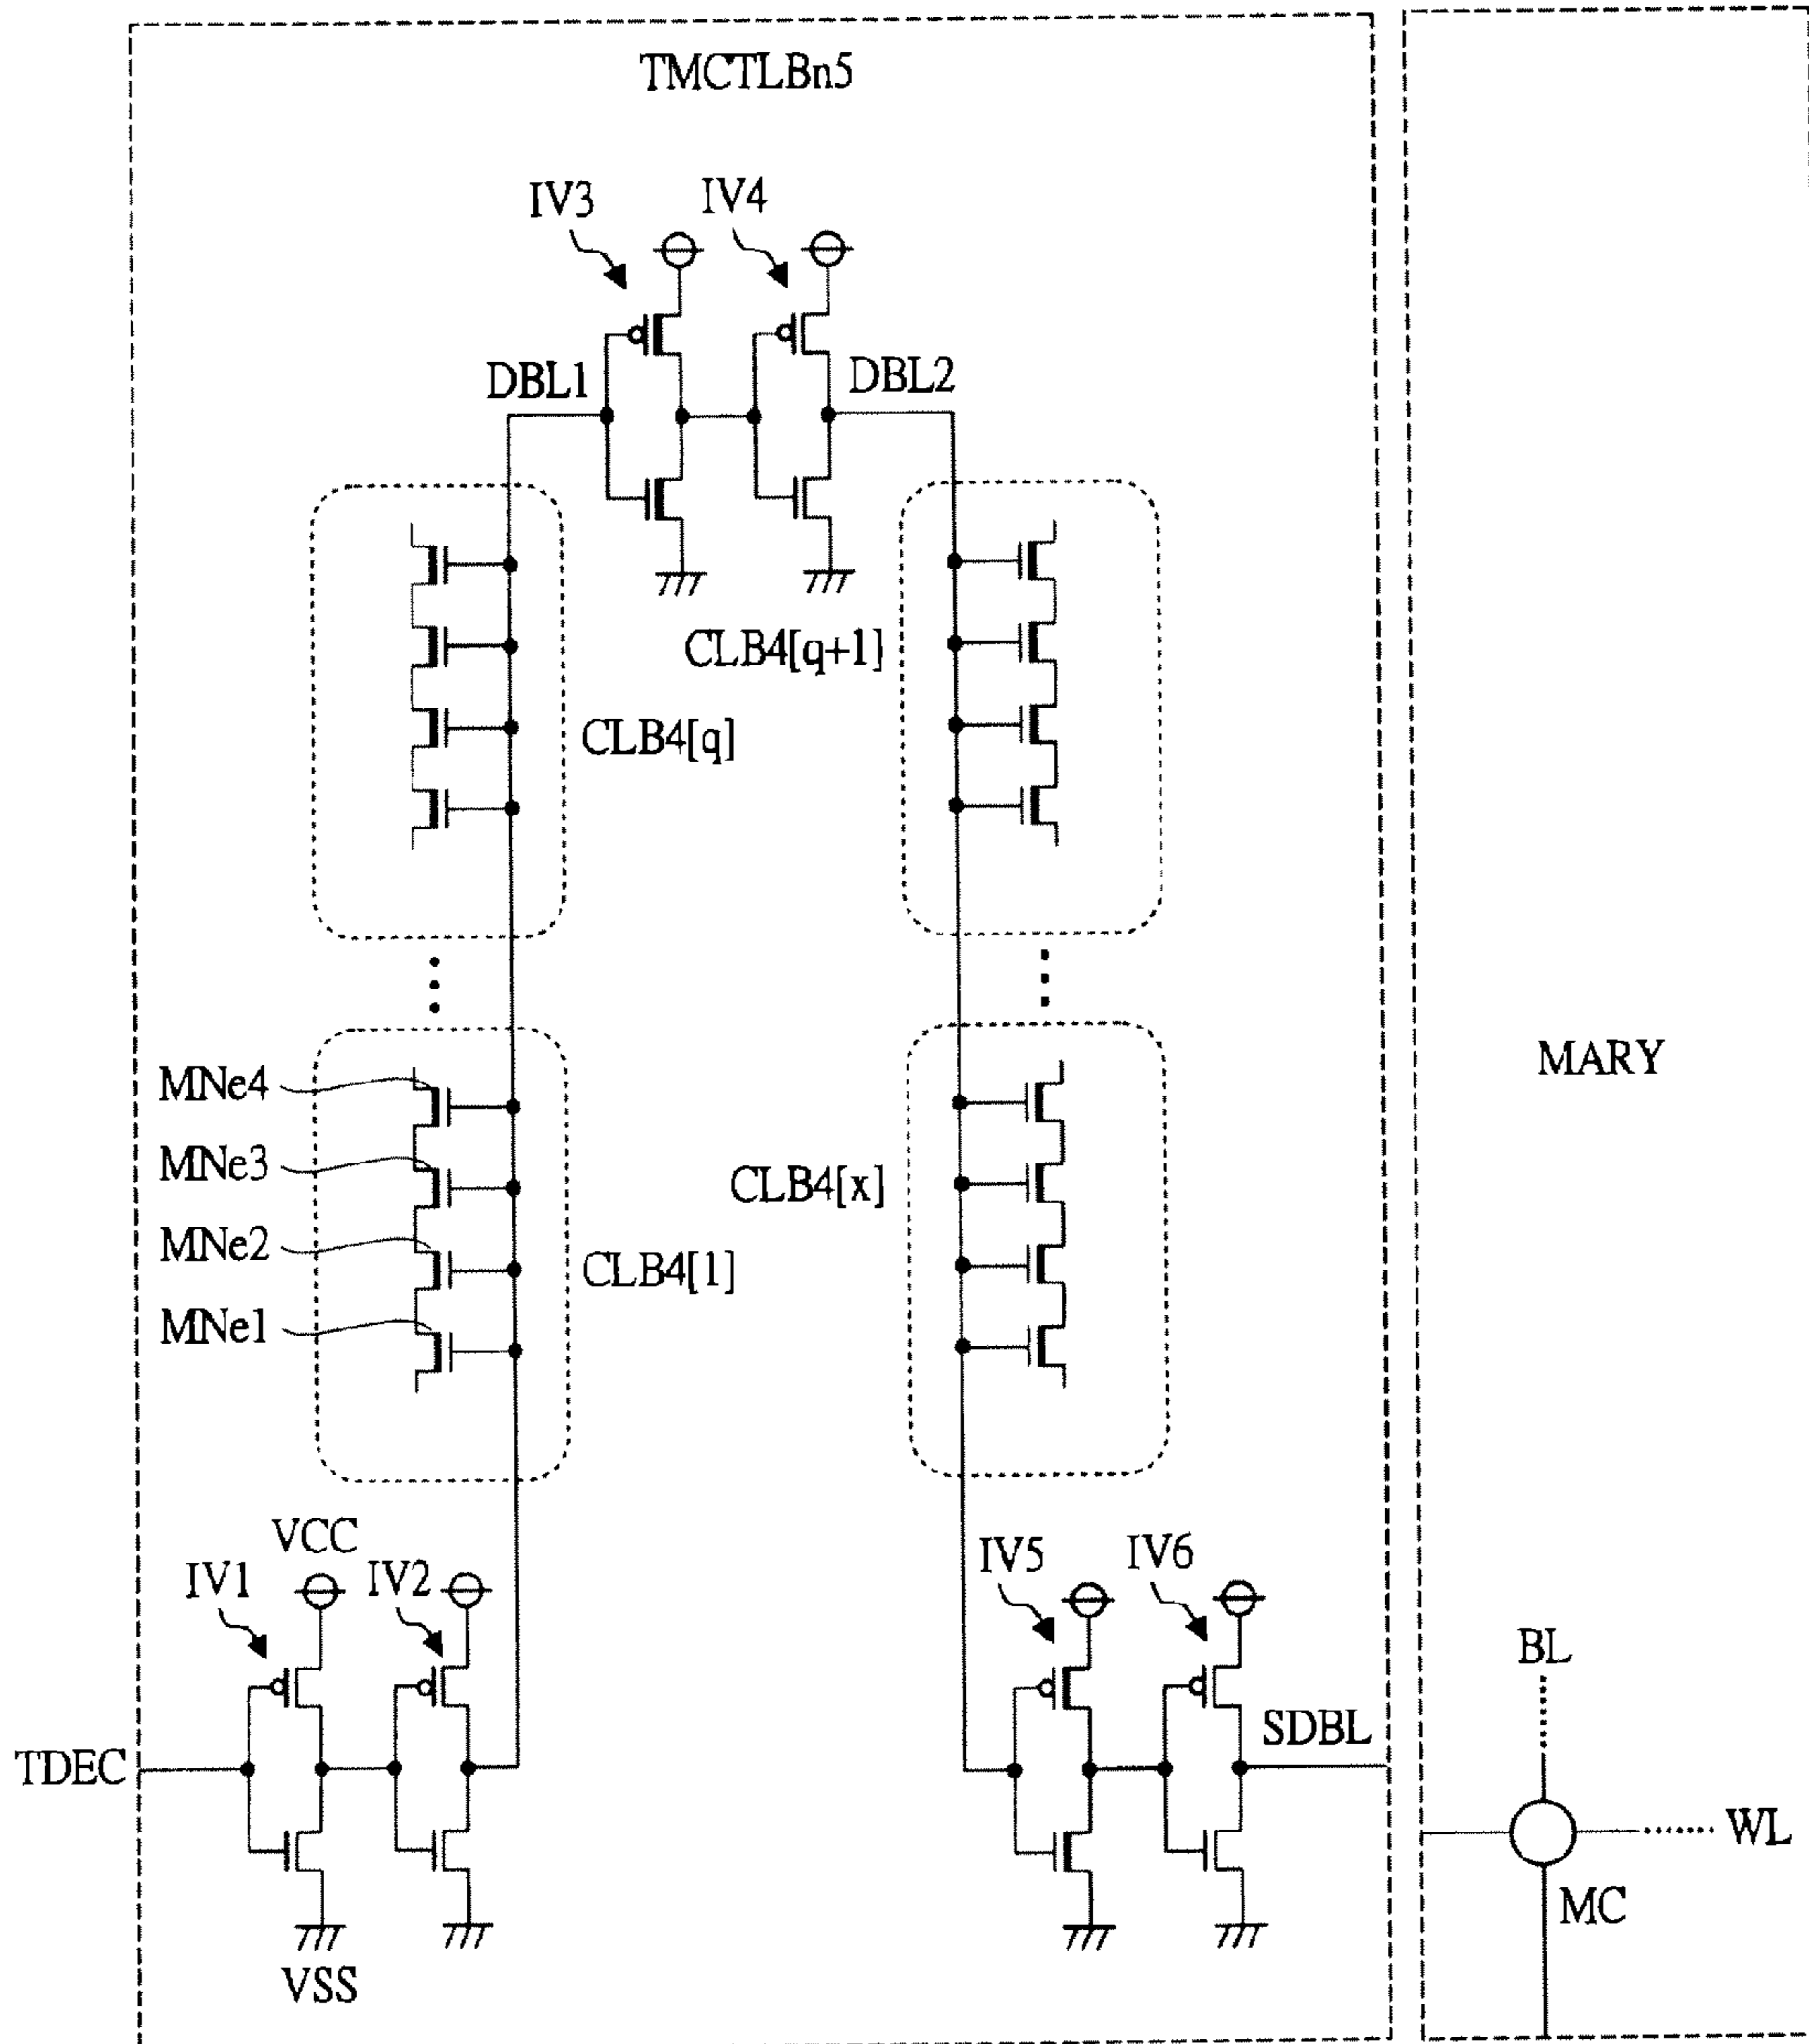 TMCTLBn5
IV3
IV4
DBL1
DBL2
CLB4[q+1]
CLB4[q]
MARY
MNe4
MNe3
CLB4[x]
MNe2
CLB4[1]
MNe1
VCC
IV1
IV2
IV5
IV6
BL
SDBL
TDEC
WL
MC
VSS